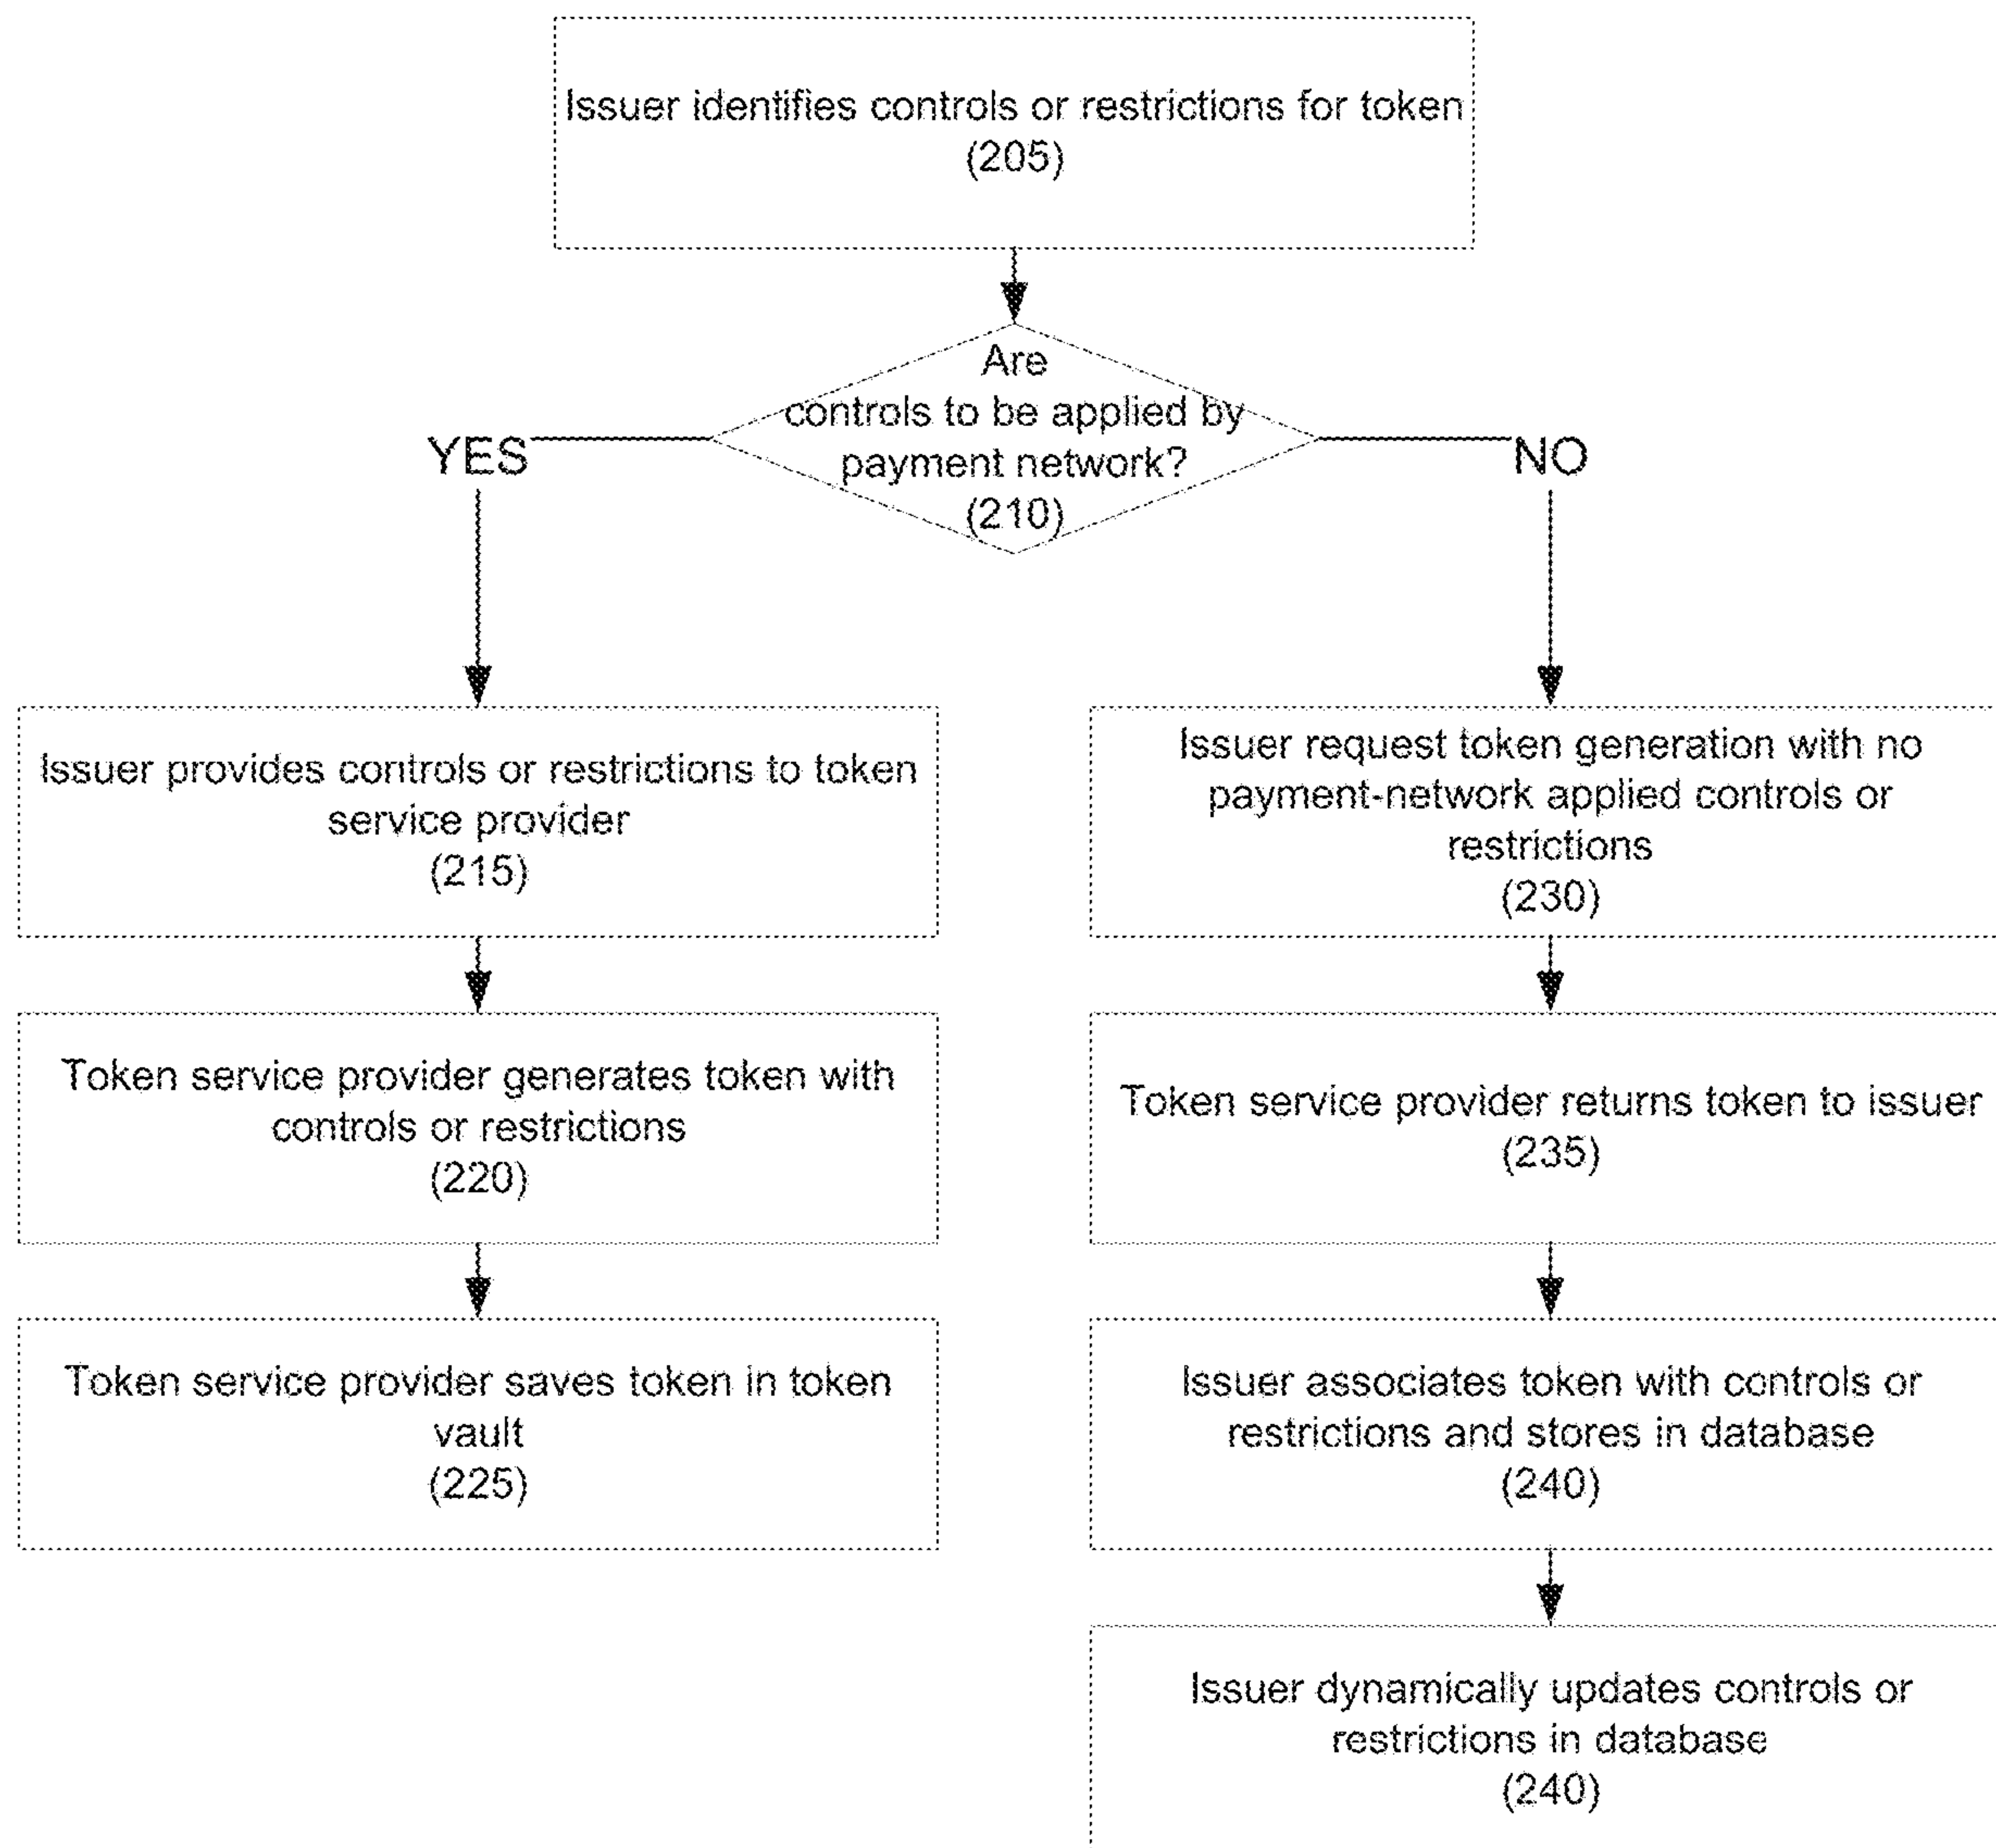 Issuer identifies controls or restrictions for token
(205)
Are
controls to be applied by
payment network?
(210)
YES
NO
Issuer provides controls or restrictions to token
service provider
(215)
Token service provider generates token with
controls or restrictions
(220)
Token service provider saves token in token
vault
(225)
Issuer request token generation with no
payment-network applied controls or
restrictions
(230)
Token service provider returns token to issuer
(235)
Issuer associates token with controls or
restrictions and stores in database
(240)
Issuer dynamically updates controls or
restrictions in database
(240)